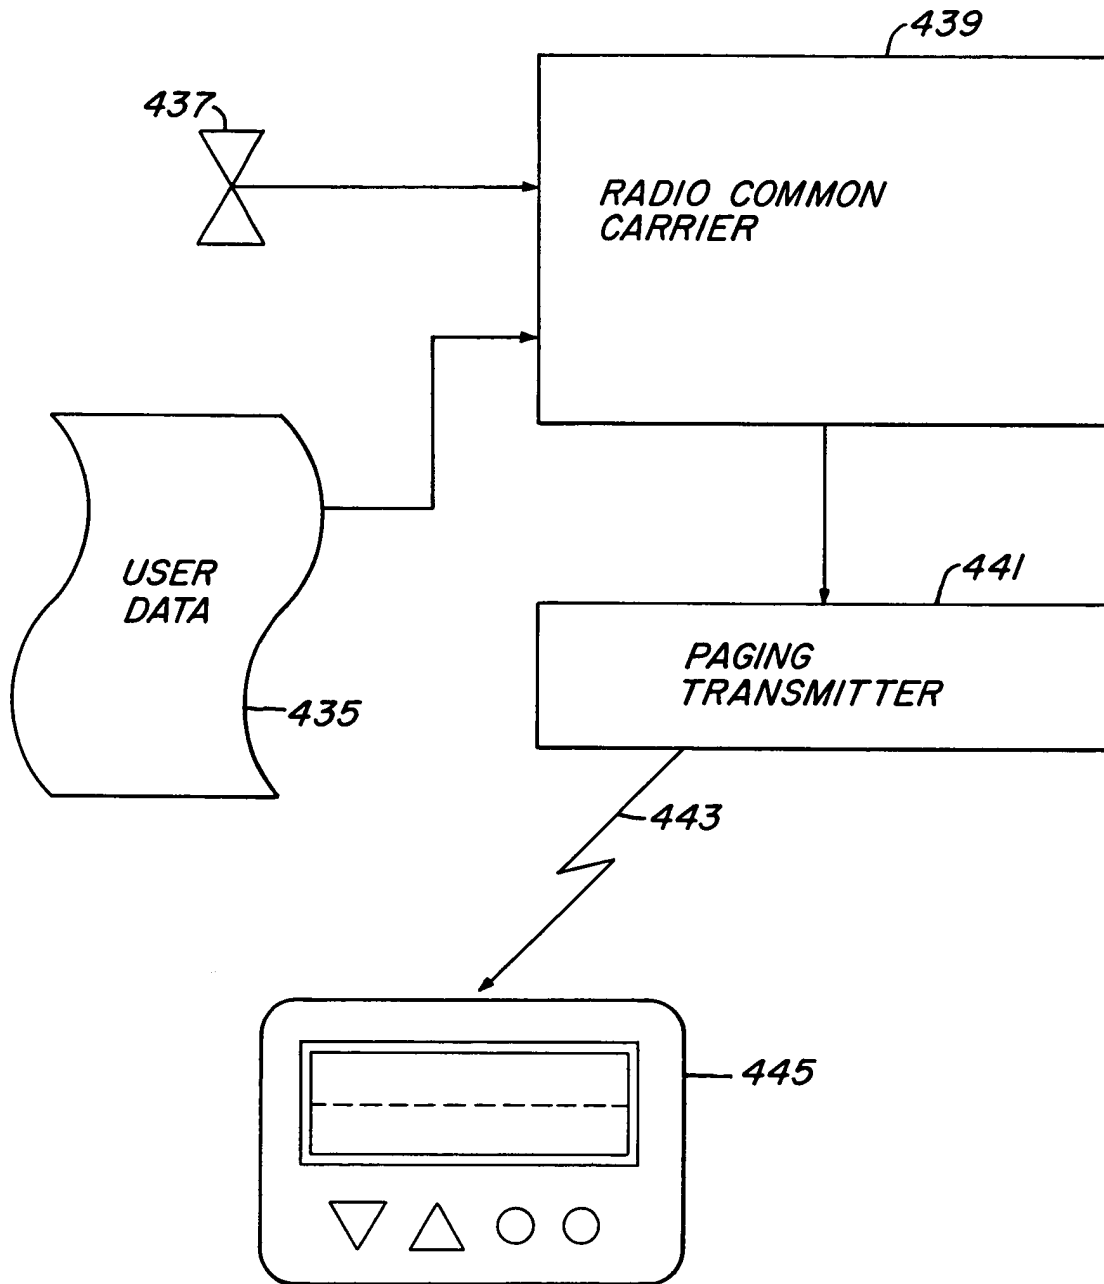 439
437
RADIO COMMON
CARRIER
USER
DATA
441
PAGING
TRANSMITTER
435
443
445